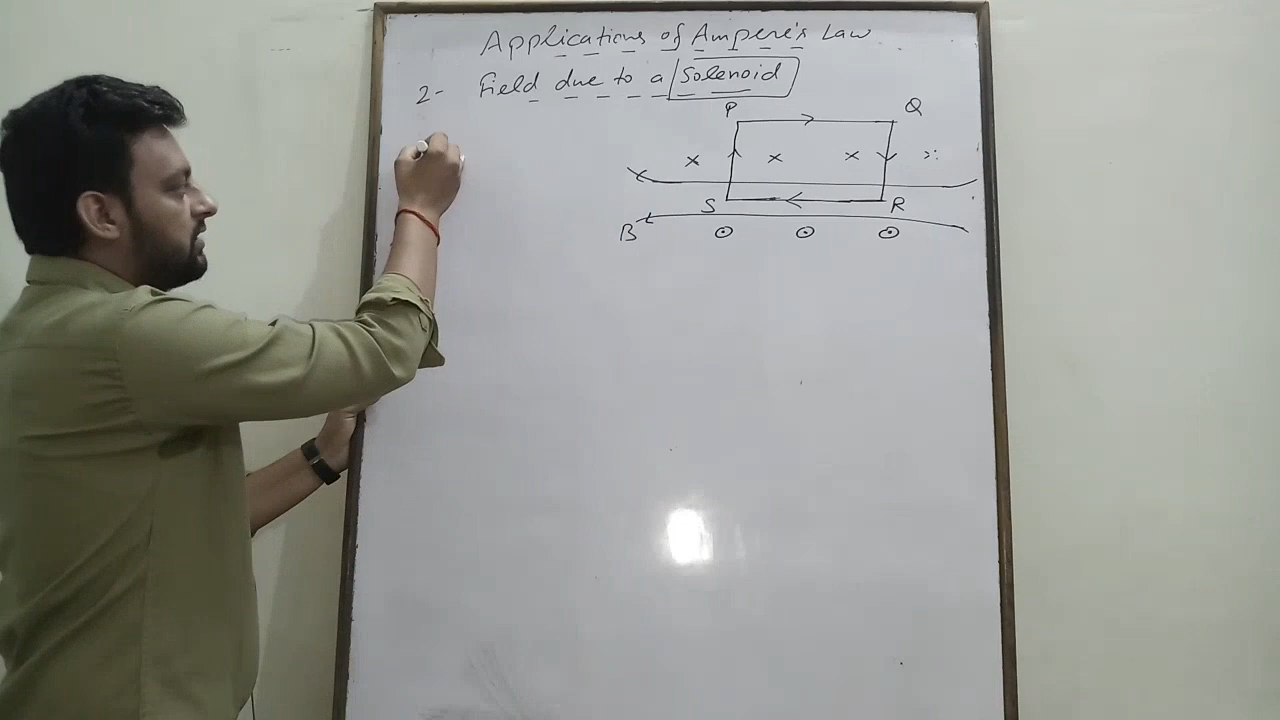 Applications of Ampere's Law
2- Field due to a Solenoid
P Q
S R
B